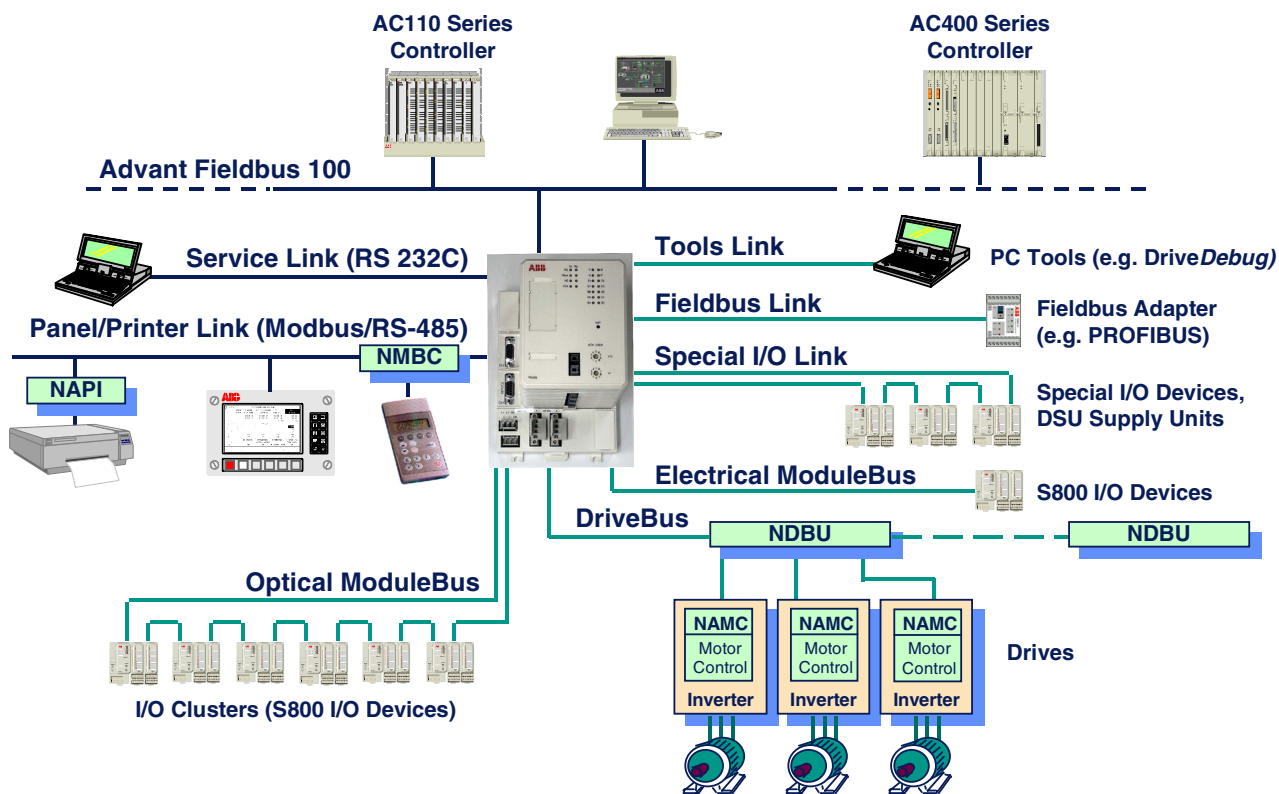 AC110 Series
Controller
AC400 Series
Controller
ABB
Advant Fieldbus 100
Service Link (RS 232C)
Tools Link
PC Tools (e.g. DriveDebug)
ABB
Fieldbus Link
Fieldbus Adapter
(e.g. PROFIBUS)
Panel/Printer Link (Modbus/RS-485)
NMBC
Special I/O Link
NAPI
ABB
Special I/O Devices,
DSU Supply Units
Electrical ModuleBus
S800 I/O Devices
DriveBus
NDBU
NDBU
Optical ModuleBus
NAMC
NAMC
NAMC
Motor
Control
Motor
Control
Motor
Control
Drives
Inverter
Inverter
Inverter
I/O Clusters (S800 I/O Devices)